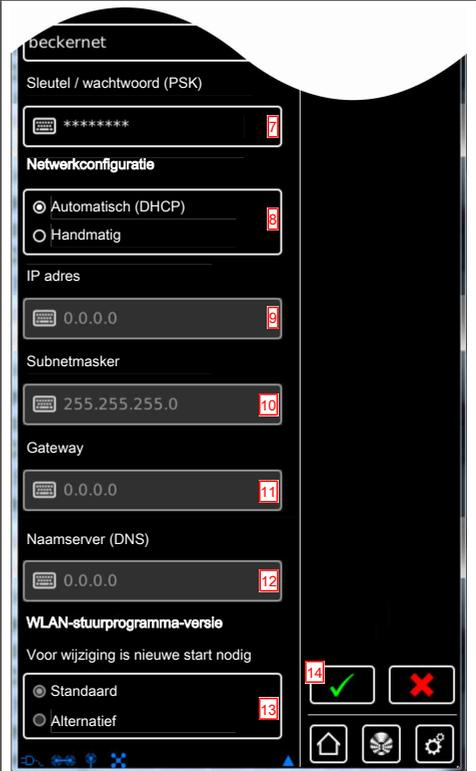 beckernet
Sleutel / wachtwoord (PSK)
******** 7
Netwerkconfiguratie
Automatisch (DHCP)
8
Handmatig
IP adres
0.0.0.0 9
Subnetmasker
255.255.255.0 10
Gateway
0.0.0.0 11
Naamserver (DNS)
0.0.0.0 12
WLAN-stuurprogramma-versie
Voor wijziging is nieuwe start nodig
14
Standaard
13
Alternatief